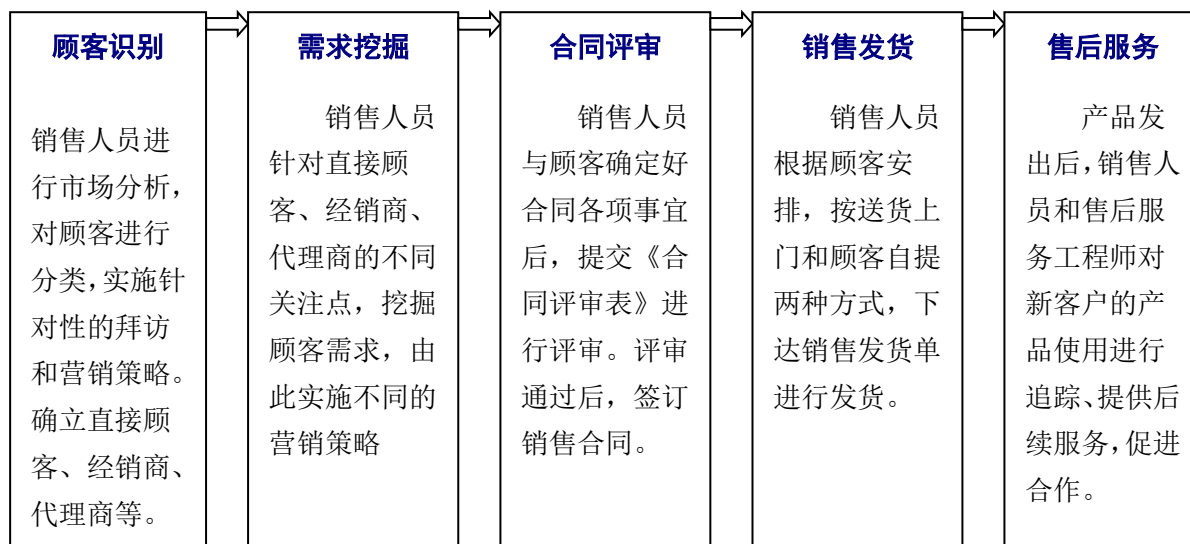 顾客识别
销售人员进
行市场分析，
对顾客进行
分类，实施针
对性的拜访
和营销策略。
确立直接顾
客、经销商、
代理商等。
需求挖掘
销售人员
针对直接顾
客、经销商、
代理商的不同
关注点，挖掘
顾客需求，由
此实施不同的
营销策略
合同评审
销售人员
与顾客确定好
合同各项事宜
后，提交《合
同评审表》进
行评审。评审
通过后，签订
销售合同。
销售发货
销售人员
根据顾客安
排，按送货上
门和顾客自提
两种方式，下
达销售发货单
进行发货。
售后服务
产品发
出后，销售人
员和售后服
务工程师对
新客户的产
品使用进行
追踪、提供后
续服务，促进
合作。